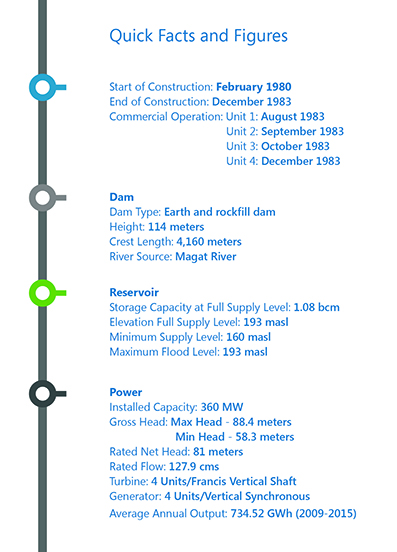 Quick Facts and Figures
Start of Construction: February 1980
End of Construction: December 1983
Commercial Operation: Unit 1: August 1983
Unit 2: September 1983
Unit 3: October 1983
Unit 4: December 1983
Dam
Dam Type: Earth and rockfill dam
Height: 114 meters
Crest Length: 4,160 meters
River Source: Magat River
Reservoir
Storage Capacity at Full Supply Level: 1.08 bcm
Elevation Full Supply Level: 193 masl
Minimum Supply Level: 160 masl
Maximum Flood Level: 193 masl
Power
Installed Capacity: 360 MW
Gross Head: Max Head - 88.4 meters
Min Head - 58.3 meters
Rated Net Head: 81 meters
Rated Flow: 127.9 cms
Turbine: 4 Units/Francis Vertical Shaft
Generator: 4 Units/Vertical Synchronous
Average Annual Output: 734.52 GWh (2009-2015)